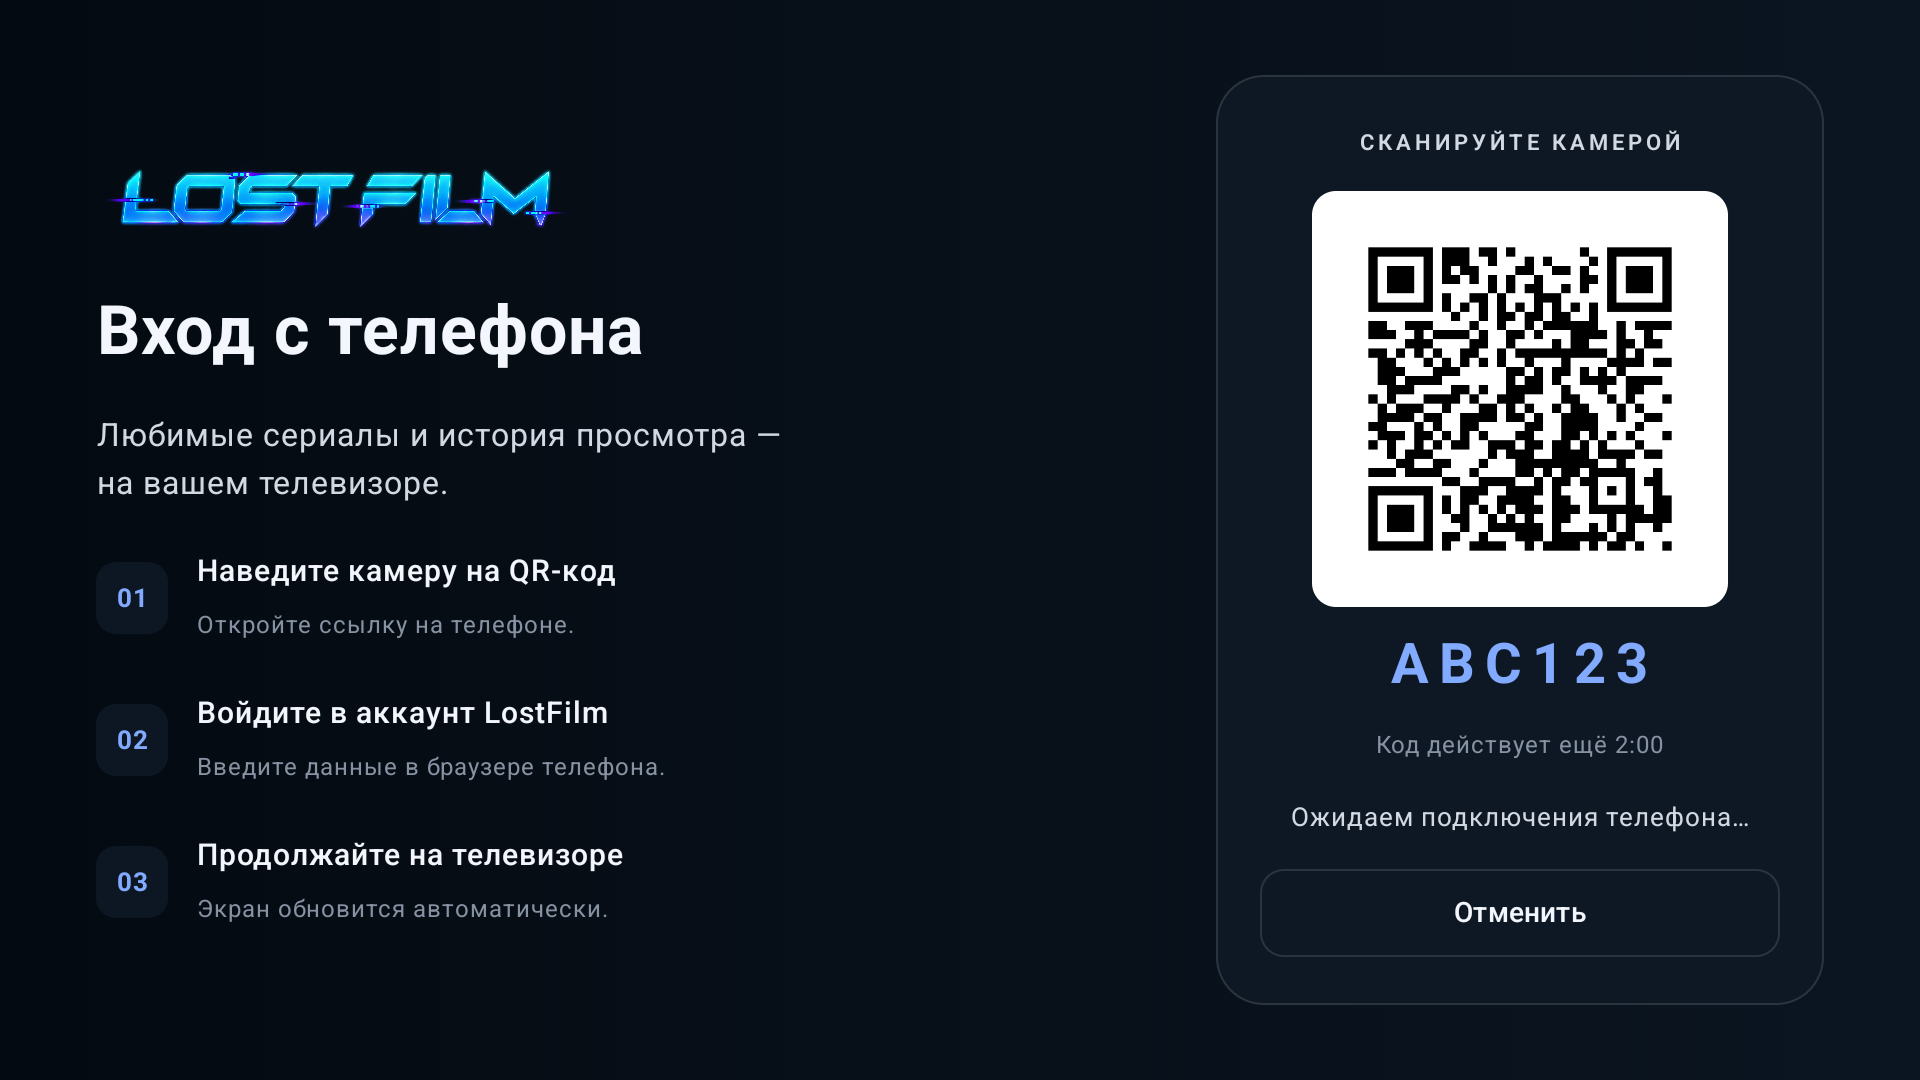 LOSTFILM
Вход с телефона
Любимые сериалы и история просмотра —
на вашем телевизоре.
01
Наведите камеру на QR-код
Откройте ссылку на телефоне.
02
Войдите в аккаунт LostFilm
Введите данные в браузере телефона.
03
Продолжайте на телевизоре
Экран обновится автоматически.
СКАНИРУЙТЕ КАМЕРОЙ
ABC123
Код действует ещё 2:00
Ожидаем подключения телефона…
Отменить